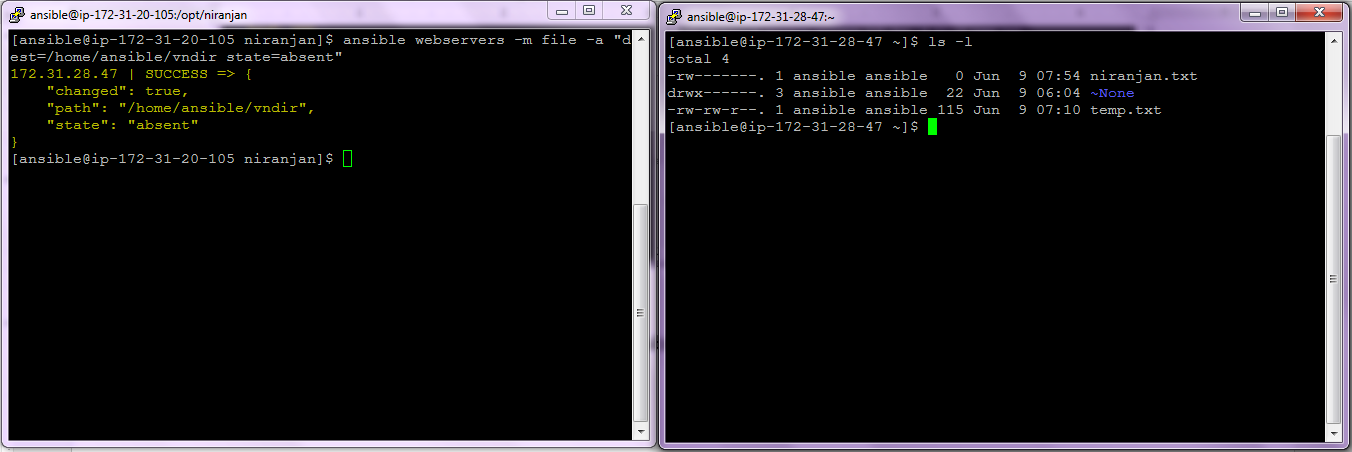 ansible@ip-172-31-20-105:/opt/niranjan
[ansible@ip-172-31-20-105 niranjan]$ ansible webservers -m file -a "d
est=/home/ansible/vndir state=absent"
172.31.28.47 | SUCCESS => {
    "changed": true,
    "path": "/home/ansible/vndir",
    "state": "absent"
}
[ansible@ip-172-31-20-105 niranjan]$
ansible@ip-172-31-28-47:~
[ansible@ip-172-31-28-47 ~]$ ls -l
total 4
-rw-------. 1 ansible ansible   0 Jun  9 07:54 niranjan.txt
drwx------. 3 ansible ansible  22 Jun  9 06:04 ~None
-rw-rw-r--. 1 ansible ansible 115 Jun  9 07:10 temp.txt
[ansible@ip-172-31-28-47 ~]$